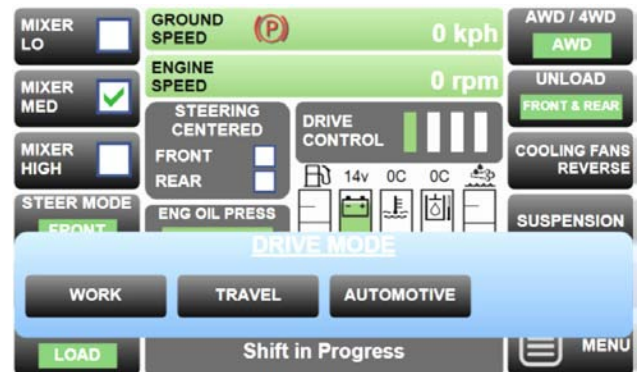 MIXER
LO
GROUND
SPEED
(P)
0 kph
AWD / 4WD
AWD
MIXER
MED
ENGINE
SPEED
0 rpm
UNLOAD
FRONT & REAR
STEERING
CENTERED
FRONT
REAR
DRIVE
CONTROL
MIXER
HIGH
COOLING FANS
REVERSE
14v
0C
0C
STEER MODE
FRONT
ENG OIL PRESS
SUSPENSION
DRIVE MODE
WORK
TRAVEL
AUTOMOTIVE
LOAD
Shift in Progress
MENU